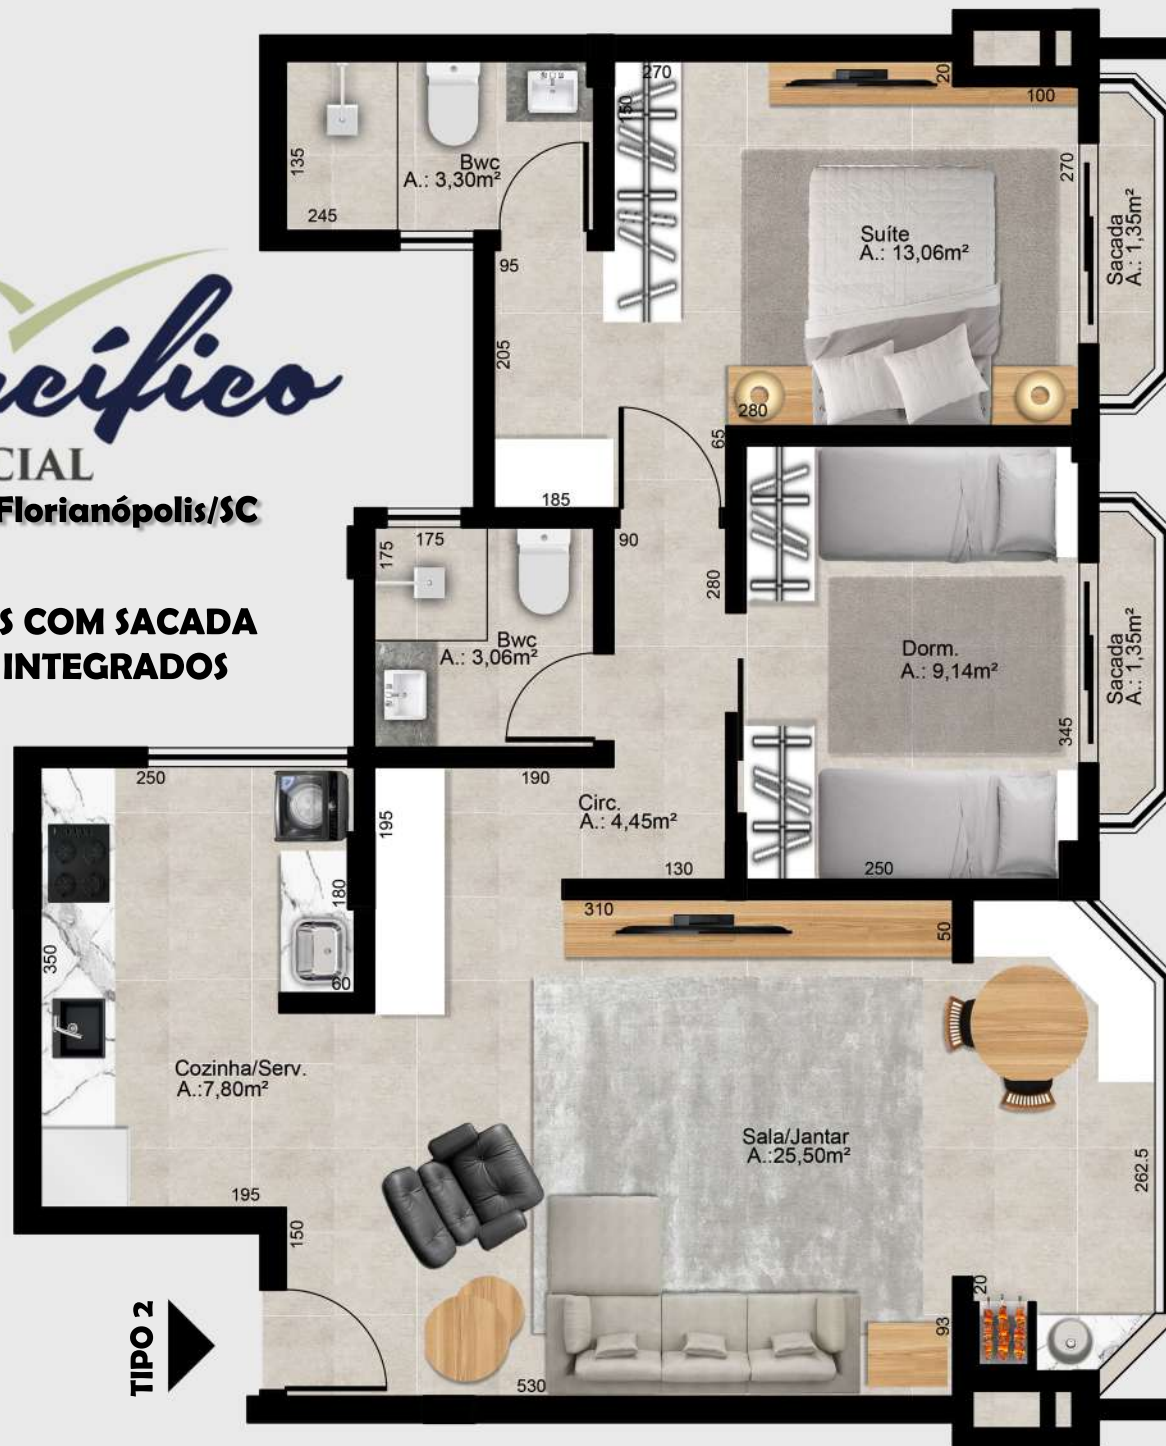 270
20
100
150
Bwc
A.: 3,30m²
135
245
270
Sacada
A.: 1,35m²
Suíte
A.: 13,06m²
95
205
280
65
CIAL
Florianópolis/SC
185
90
175
175
280
S COM SACADA
INTEGRADOS
Bwc
A.: 3,06m²
Dorm.
A.: 9,14m²
Sacada
A.: 1,35m²
345
250
190
195
Circ.
A.: 4,45m²
130
250
180
310
50
350
60
Cozinha/Serv.
A.:7,80m²
Sala/Jantar
A.:25,50m²
262.5
195
150
20
93
TIPO 2
530